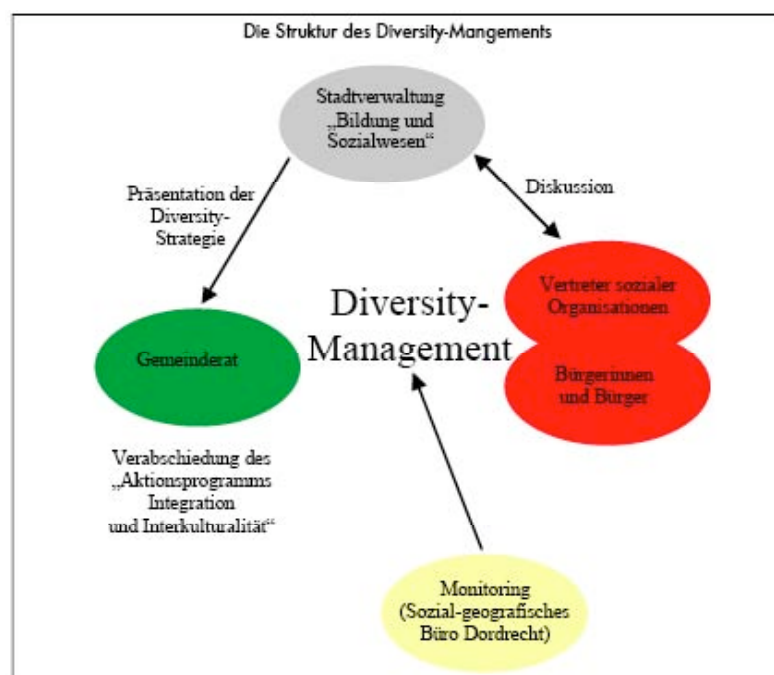 Die Struktur des Diversity-Mangements
Stadtverwaltung
„Bildung und
Sozialwesen“
Präsentation der
Diversity-
Strategie
Diskussion
Diversity-
Management
Vertreter sozialer
Organisationen
Gemeinderat
Bürgerinnen
und Bürger
Verabschiedung des
„Aktionsprogramms
Integration
und Interkulturalität“
Monitoring
(Sozial-geografisches
Büro Dordrecht)